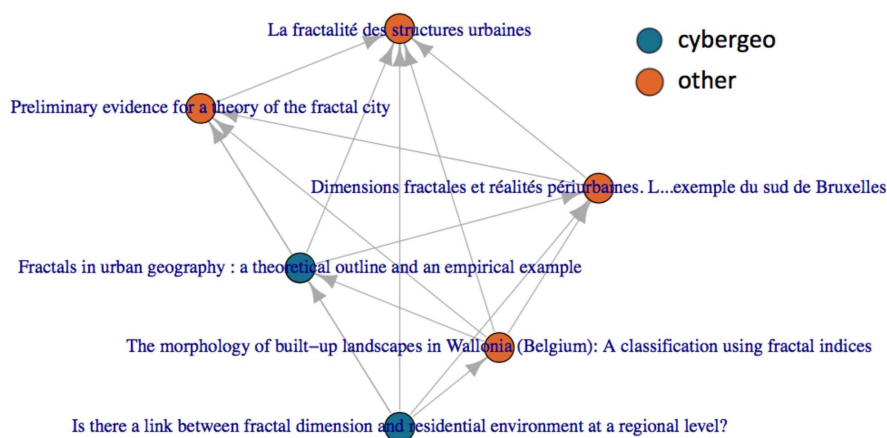 La fractalité des structures urbaines
cybergeo
other
Preliminary evidence for a theory of the fractal city
Dimensions fractales et réalités périurbaines. L...exemple du sud de Bruxelles
Fractals in urban geography : a theoretical outline and an empirical example
The morphology of built−up landscapes in Wallonia (Belgium): A classification using fractal indices
Is there a link between fractal dimension and residential environment at a regional level?